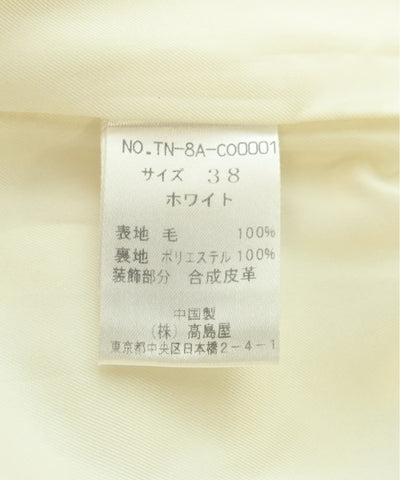 NO.TN-8A-CO0001
サイズ 38
ホワイト
表地 毛 100%
裏地 ポリエステル 100%
装飾部分 合成皮革
中国製
(株) 高島屋
東京都中央区日本橋2-4-1